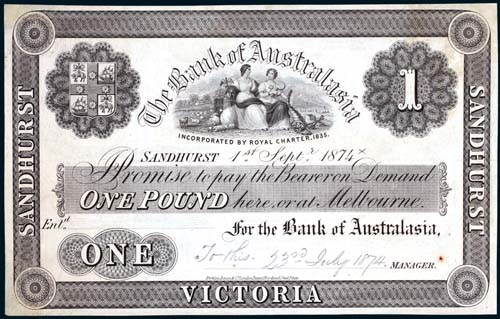 The Bank of Australasia
INCORPORATED BY ROYAL CHARTER, 1835.
1
SANDHURST
SANDHURST
SANDHURST 1st Septr. 1874
Promise to pay the Bearer on Demand
ONE POUND here, or at Melbourne.
Entd.
For the Bank of Australasia,
ONE
To this 23rd July 1874
MANAGER.
VICTORIA